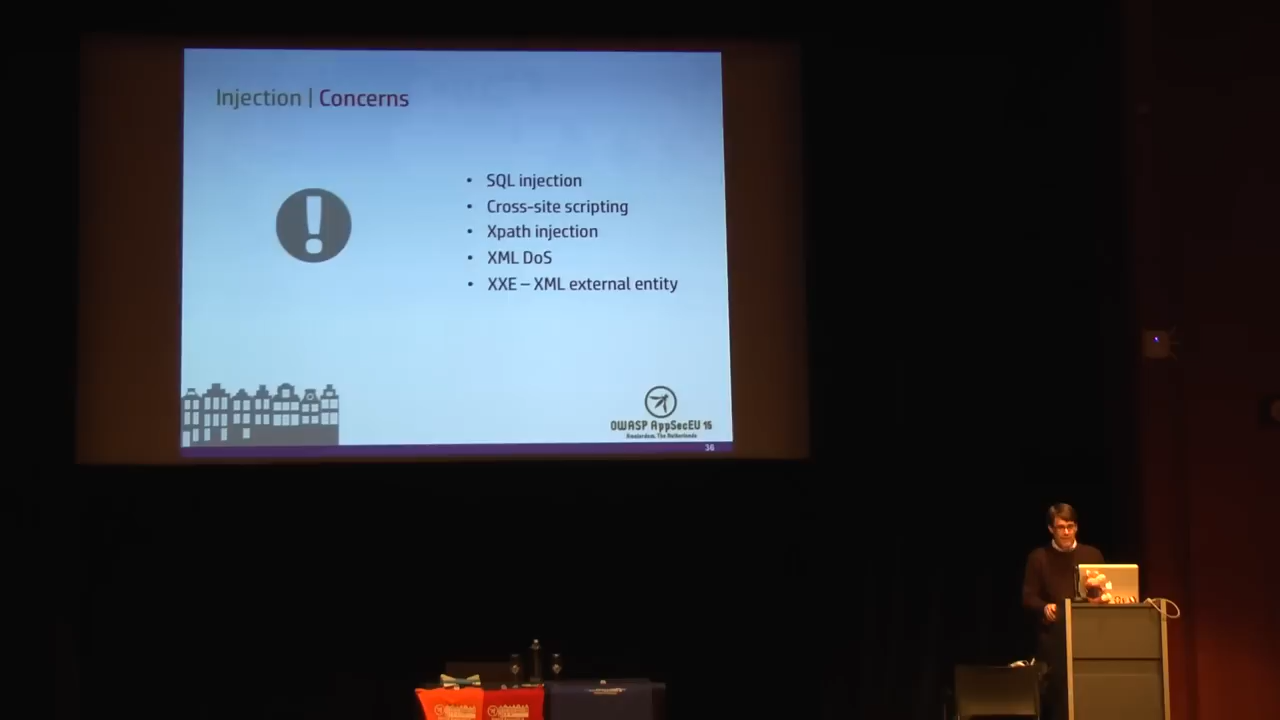 Injection | Concerns
• SQL injection
• Cross-site scripting
• Xpath injection
• XML DoS
• XXE – XML external entity
OWASP AppSecEU 15
Amsterdam, The Netherlands
36